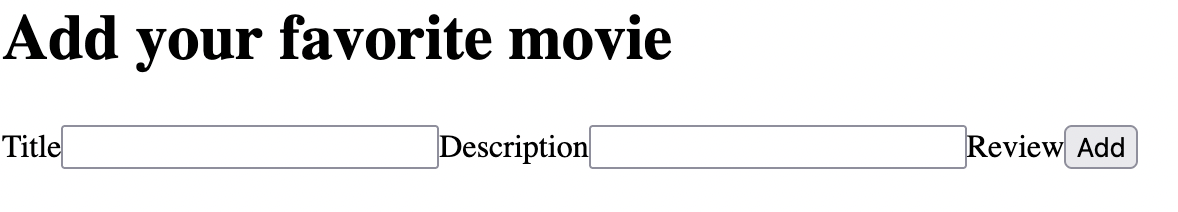 Add your favorite movie
Title Description Review Add